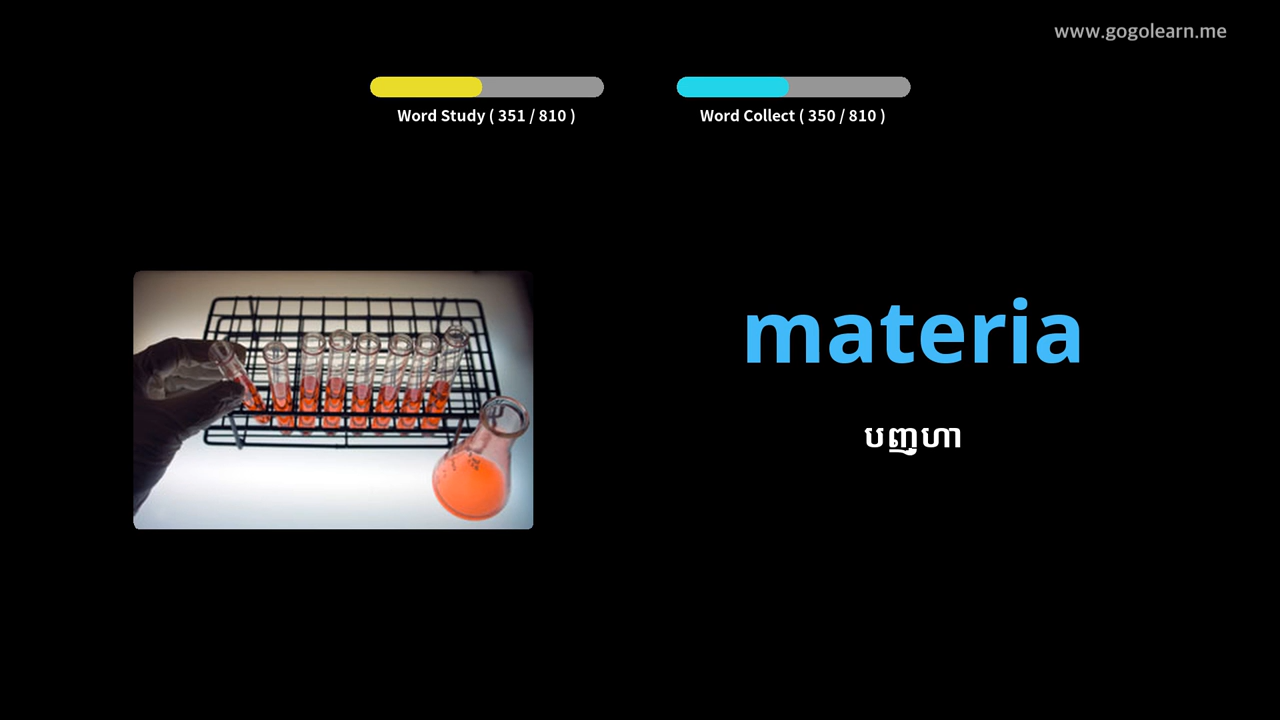 www.gogolearn.me
Word Study ( 351 / 810 )
Word Collect ( 350 / 810 )
materia
បញ្ហា